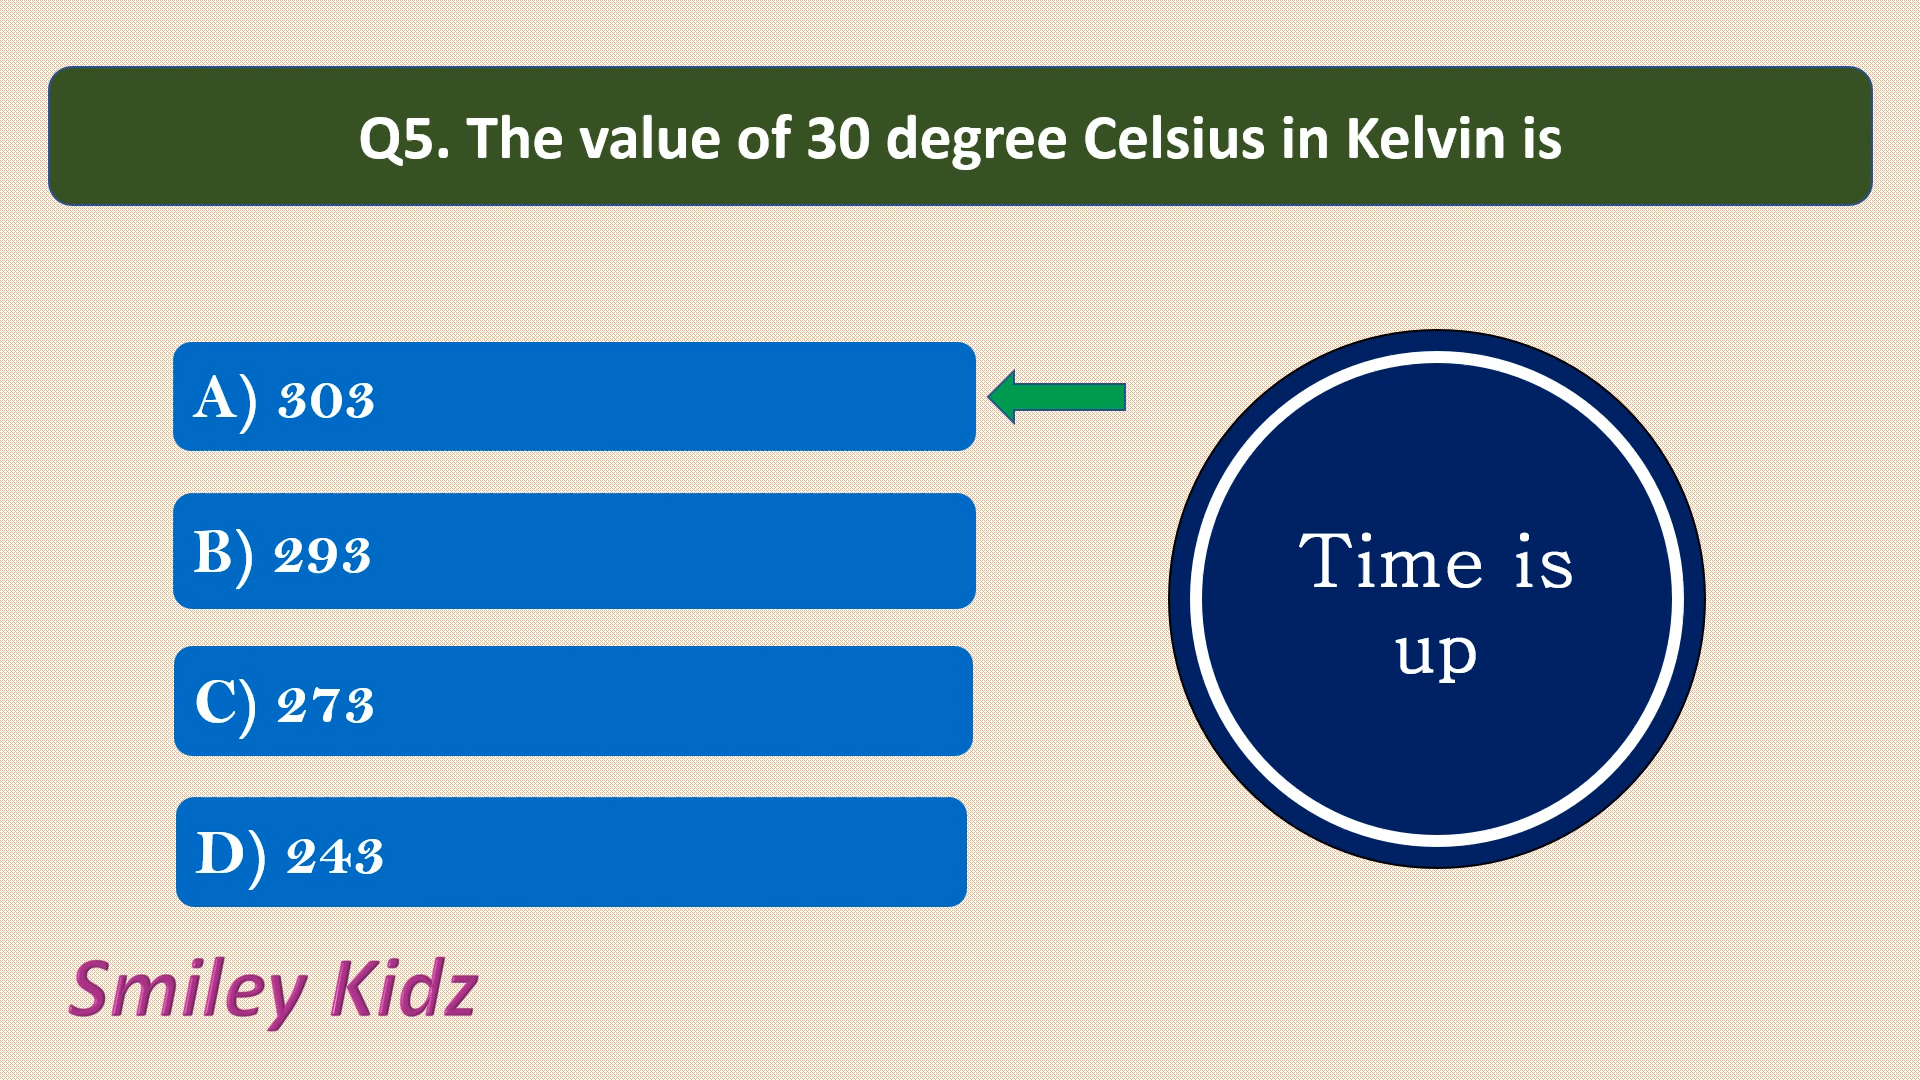 Q5. The value of 30 degree Celsius in Kelvin is
A) 303
B) 293
C) 273
D) 243
Time is
up
Smiley Kidz